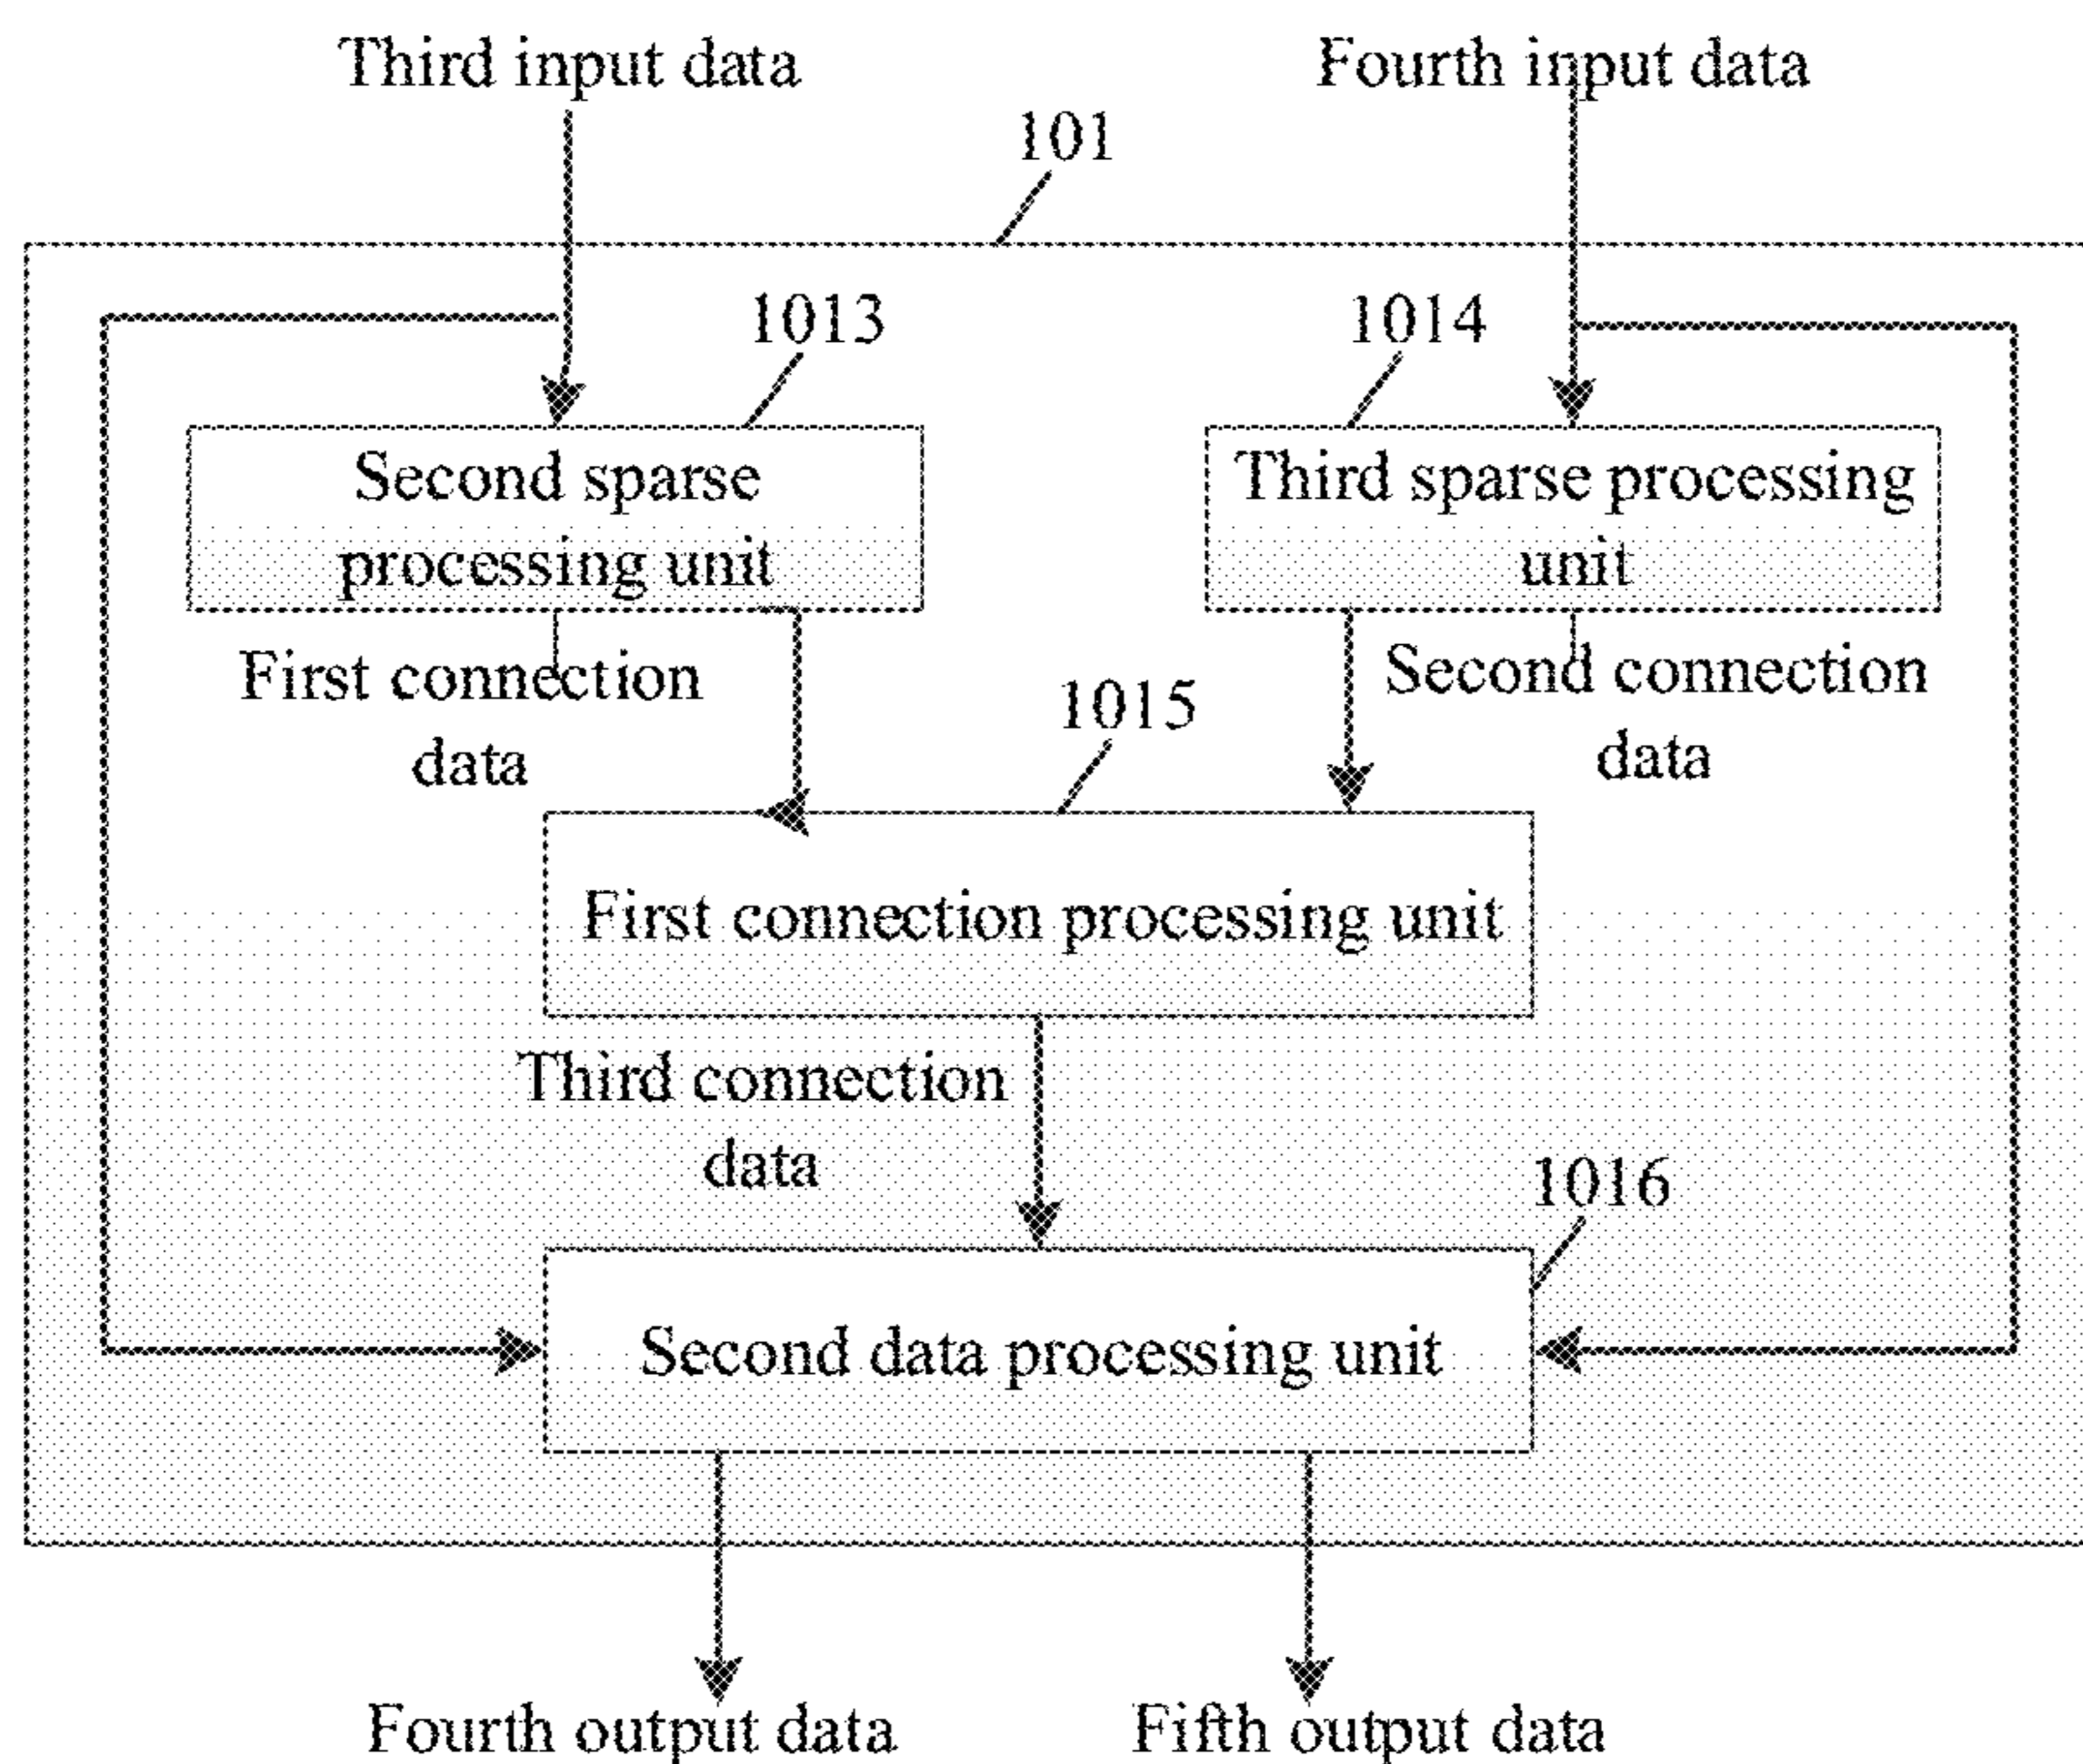 Third input data
Fourth input data
101
1013
1014
Second sparse
processing unit
Third sparse processing
unit
First connection
data
Second connection
data
1015
First connection processing unit
Third connection
data
1016
Second data processing unit
Fourth output data
Fifth output data